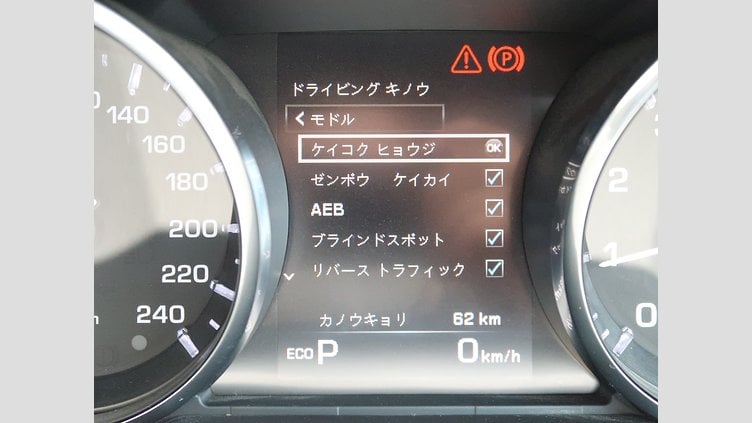 ドライビング キノウ
モドル
ケイコク ヒョウジ OK
ゼンポウ ケイカイ
AEB
ブラインドスポット
リバース トラフィック
カノウキョリ 62 km
ECO P 0 km/h
P
140
160
180
200
220
240
2
1
0